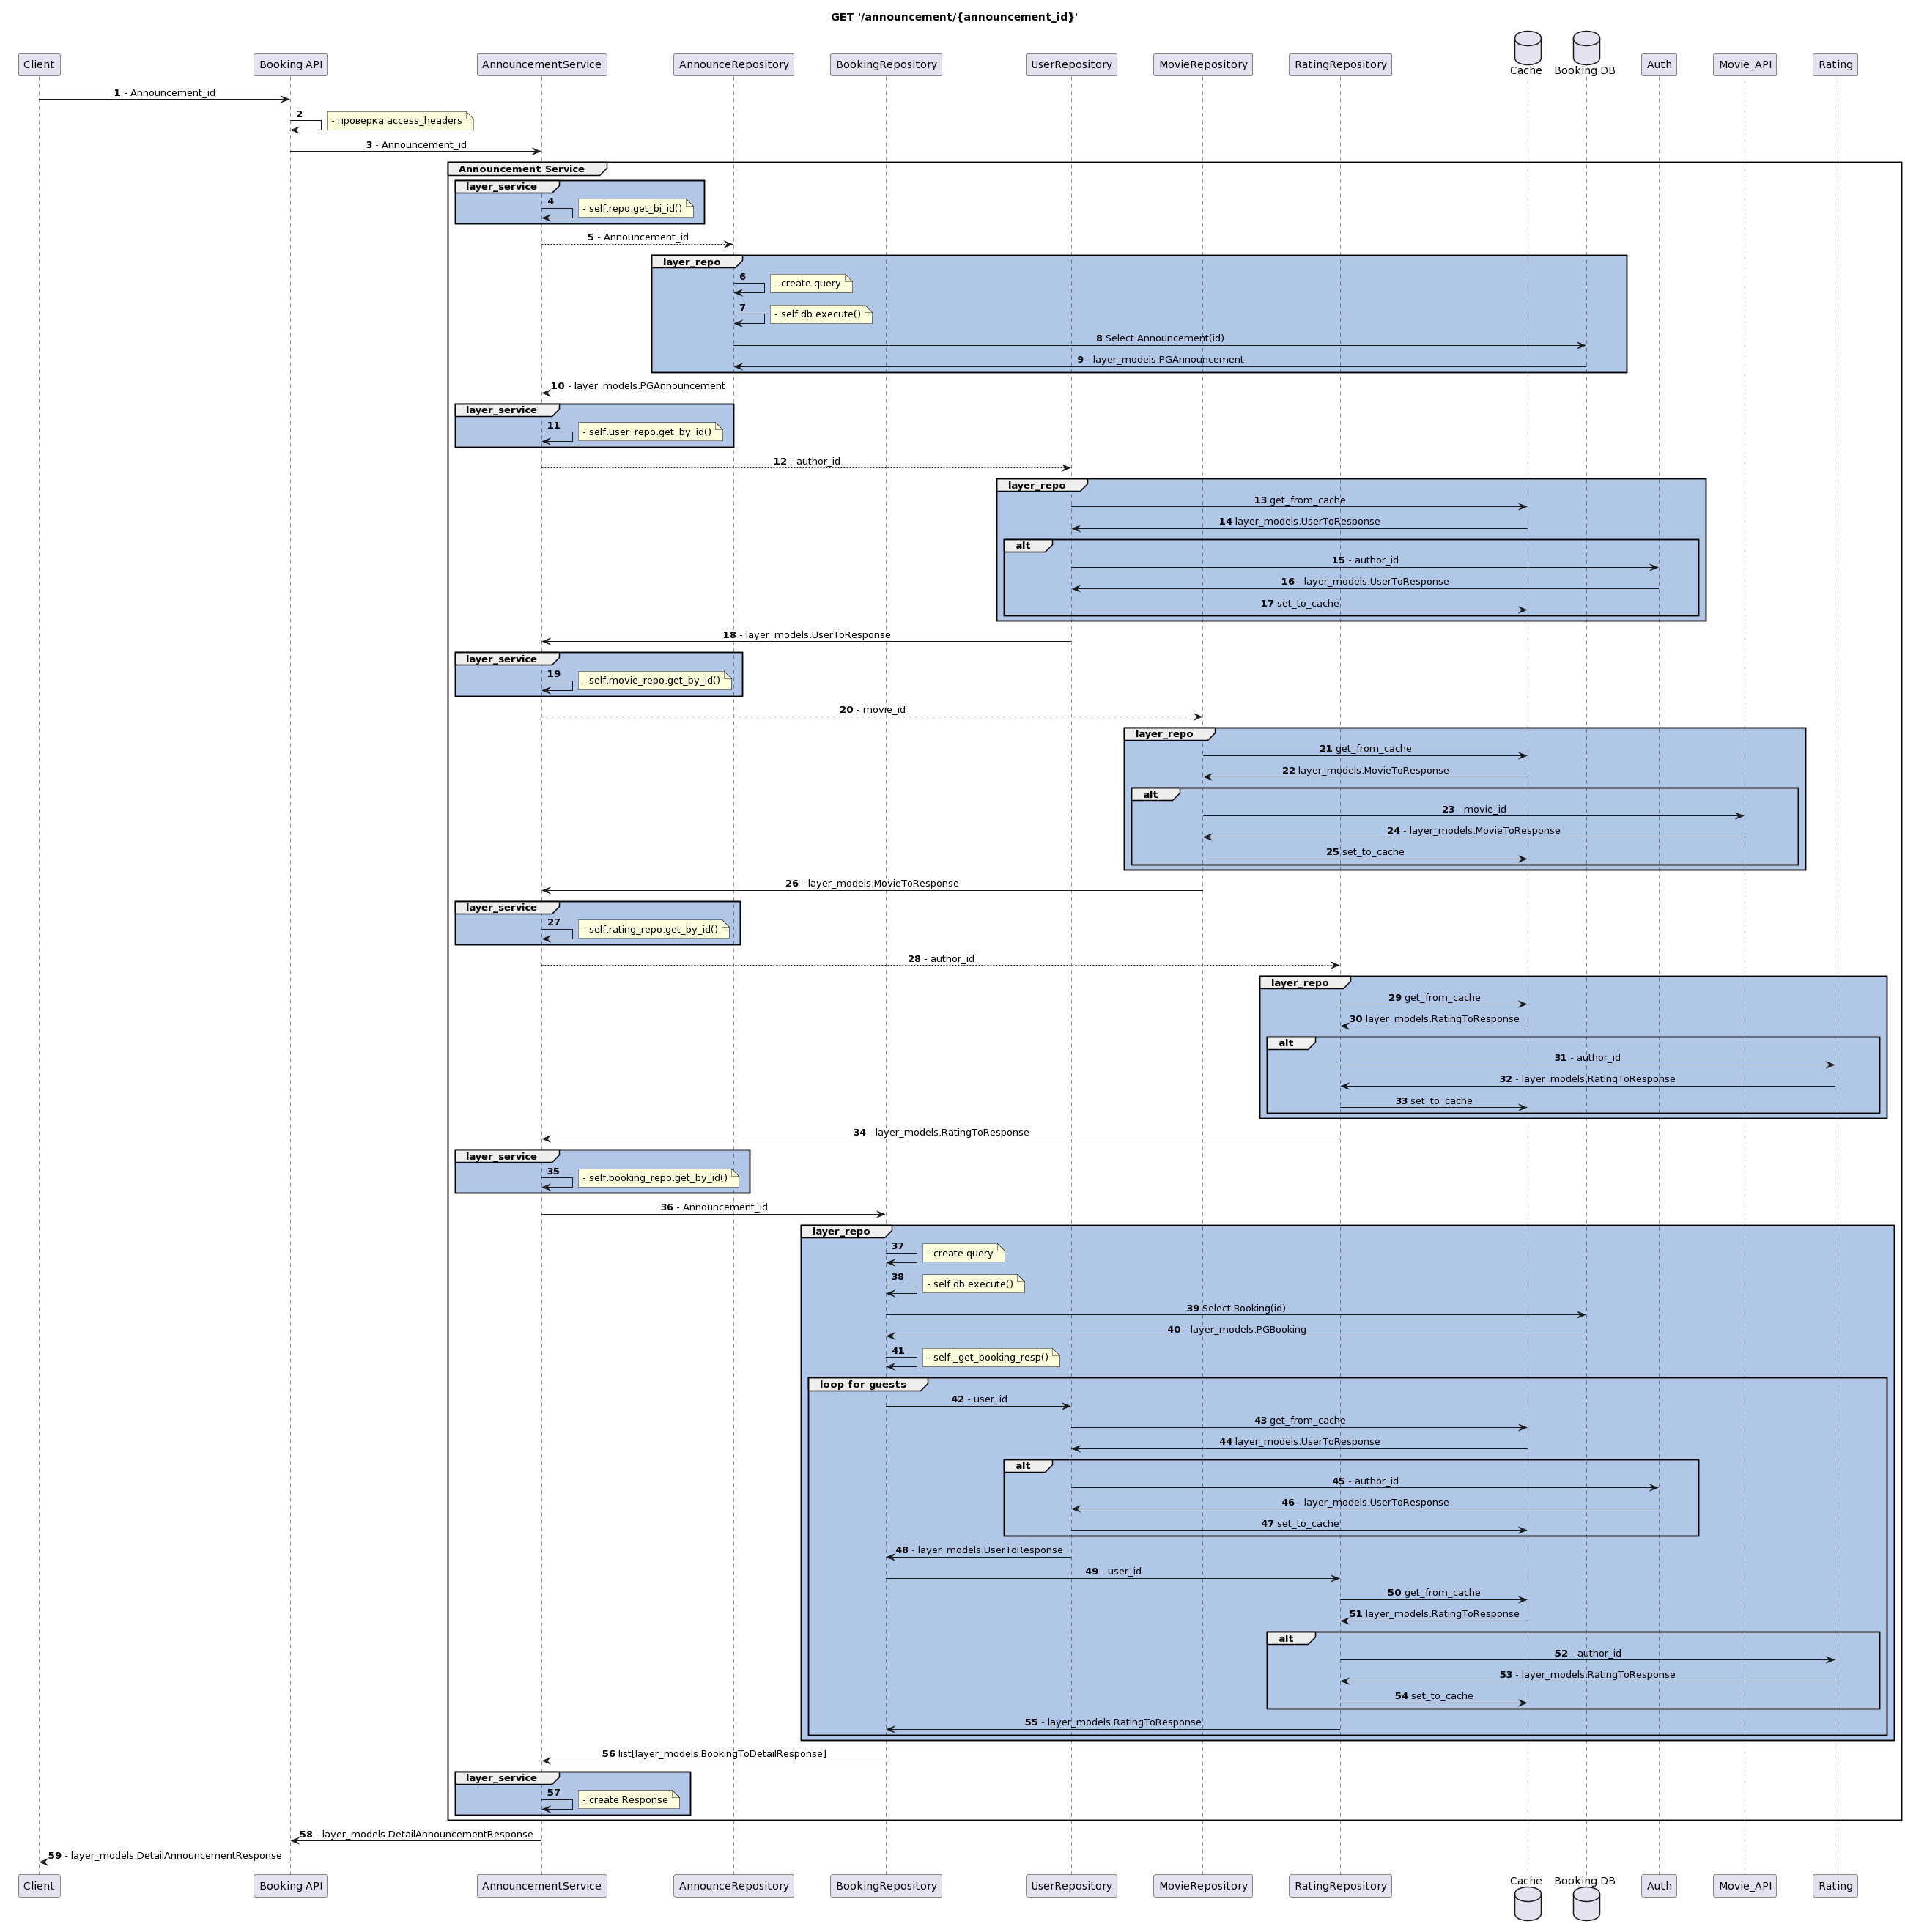 GET '/announcement/{announcement_id}'
Client
Booking API
AnnouncementService
AnnounceRepository
BookingRepository
UserRepository
MovieRepository
RatingRepository
Cache
Booking DB
Auth
Movie_API
Rating
1 - Announcement_id
2
- проверка access_headers
3 - Announcement_id
Announcement Service
layer_service
4
- self.repo.get_bi_id()
5 - Announcement_id
layer_repo
6
- create query
7
- self.db.execute()
8 Select Announcement(id)
9 - layer_models.PGAnnouncement
10 - layer_models.PGAnnouncement
layer_service
11
- self.user_repo.get_by_id()
12 - author_id
layer_repo
13 get_from_cache
14 layer_models.UserToResponse
alt
15 - author_id
16 - layer_models.UserToResponse
17 set_to_cache
18 - layer_models.UserToResponse
layer_service
19
- self.movie_repo.get_by_id()
20 - movie_id
layer_repo
21 get_from_cache
22 layer_models.MovieToResponse
alt
23 - movie_id
24 - layer_models.MovieToResponse
25 set_to_cache
26 - layer_models.MovieToResponse
layer_service
27
- self.rating_repo.get_by_id()
28 - author_id
layer_repo
29 get_from_cache
30 layer_models.RatingToResponse
alt
31 - author_id
32 - layer_models.RatingToResponse
33 set_to_cache
34 - layer_models.RatingToResponse
layer_service
35
- self.booking_repo.get_by_id()
36 - Announcement_id
layer_repo
37
- create query
38
- self.db.execute()
39 Select Booking(id)
40 - layer_models.PGBooking
41
- self._get_booking_resp()
loop for guests
42 - user_id
43 get_from_cache
44 layer_models.UserToResponse
alt
45 - author_id
46 - layer_models.UserToResponse
47 set_to_cache
48 - layer_models.UserToResponse
49 - user_id
50 get_from_cache
51 layer_models.RatingToResponse
alt
52 - author_id
53 - layer_models.RatingToResponse
54 set_to_cache
55 - layer_models.RatingToResponse
56 list[layer_models.BookingToDetailResponse]
layer_service
57
- create Response
58 - layer_models.DetailAnnouncementResponse
59 - layer_models.DetailAnnouncementResponse
Client
Booking API
AnnouncementService
AnnounceRepository
BookingRepository
UserRepository
MovieRepository
RatingRepository
Cache
Booking DB
Auth
Movie_API
Rating